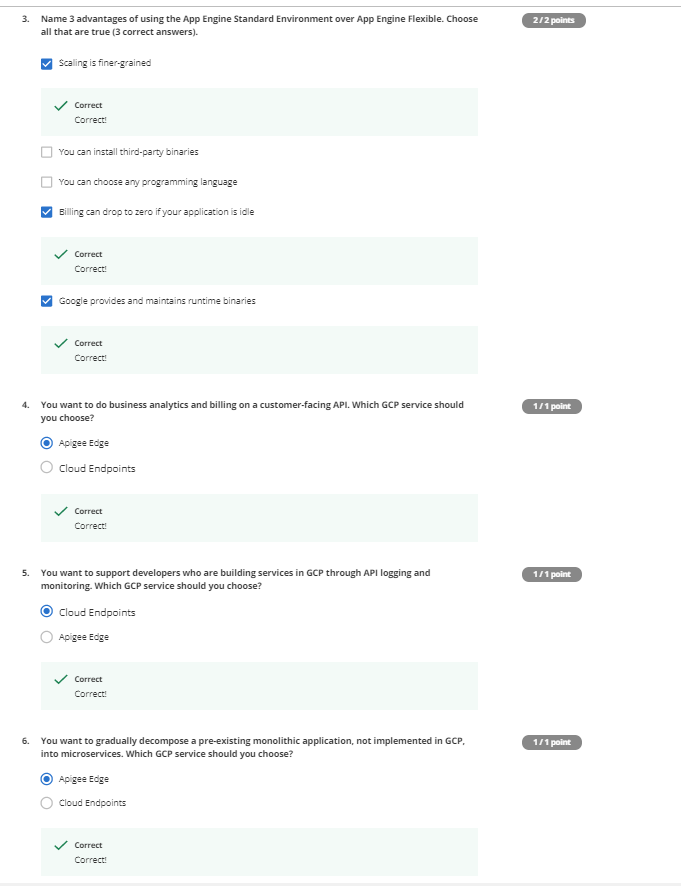 3. Name 3 advantages of using the App Engine Standard Environment over App Engine Flexible. Choose
all that are true (3 correct answers).
2 / 2 points
Scaling is finer-grained
Correct
Correct!
You can install third-party binaries
You can choose any programming language
Billing can drop to zero if your application is idle
Correct
Correct!
Google provides and maintains runtime binaries
Correct
Correct!
4. You want to do business analytics and billing on a customer-facing API. Which GCP service should
you choose?
1 / 1 point
Apigee Edge
Cloud Endpoints
Correct
Correct!
5. You want to support developers who are building services in GCP through API logging and
monitoring. Which GCP service should you choose?
1 / 1 point
Cloud Endpoints
Apigee Edge
Correct
Correct!
6. You want to gradually decompose a pre-existing monolithic application, not implemented in GCP,
into microservices. Which GCP service should you choose?
1 / 1 point
Apigee Edge
Cloud Endpoints
Correct
Correct!